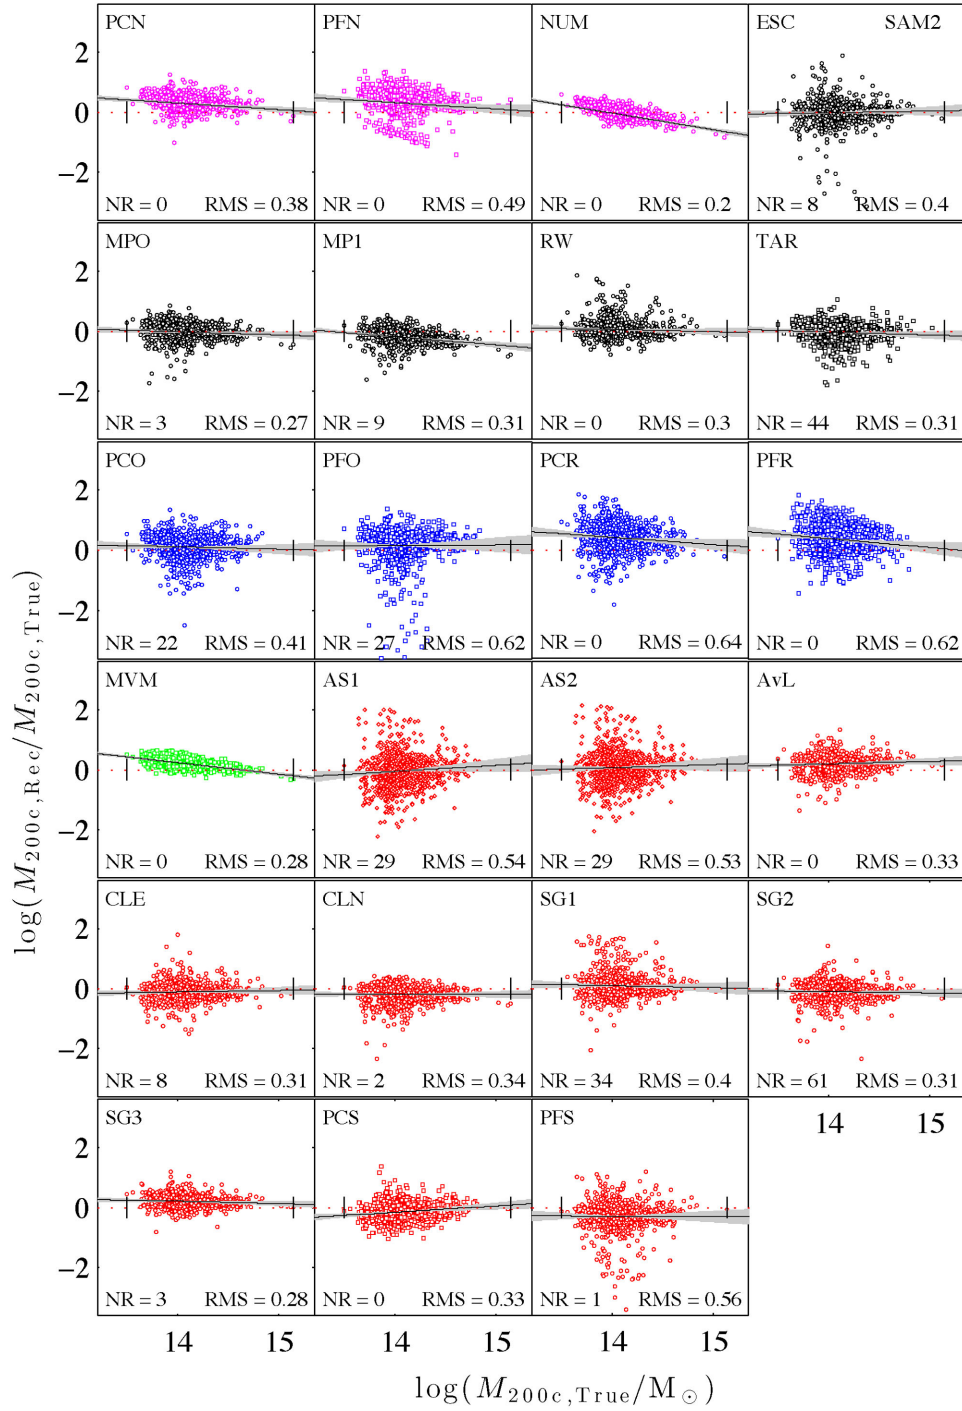 PCN PFN NUM ESC SAM2
2
0
−2
NR = 0 RMS = 0.38 NR = 0 RMS = 0.49 NR = 0 RMS = 0.2 NR = 8 RMS = 0.4
MPO MP1 RW TAR
2
0
−2
NR = 3 RMS = 0.27 NR = 9 RMS = 0.31 NR = 0 RMS = 0.3 NR = 44 RMS = 0.31
PCO PFO PCR PFR
2
0
−2
NR = 22 RMS = 0.41 NR = 27 RMS = 0.62 NR = 0 RMS = 0.64 NR = 0 RMS = 0.62
MVM AS1 AS2 AvL
2
0
−2
NR = 0 RMS = 0.28 NR = 29 RMS = 0.54 NR = 29 RMS = 0.53 NR = 0 RMS = 0.33
CLE CLN SG1 SG2
2
0
−2
NR = 8 RMS = 0.31 NR = 2 RMS = 0.34 NR = 34 RMS = 0.4 NR = 61 RMS = 0.31
14 15
SG3 PCS PFS
2
0
−2
NR = 3 RMS = 0.28 NR = 0 RMS = 0.33 NR = 1 RMS = 0.56
14 15 14 15 14 15
log(M200c,Rec/M200c,True)
log(M200c,True/M⊙)